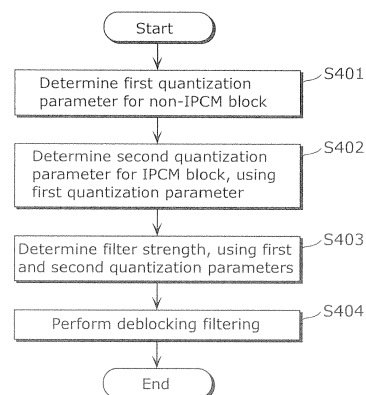 Start
S401
Determine first quantization
parameter for non-IPCM block
S402
Determine second quantization
parameter for IPCM block, using
first quantization parameter
S403
Determine filter strength, using first
and second quantization parameters
S404
Perform deblocking filtering
End